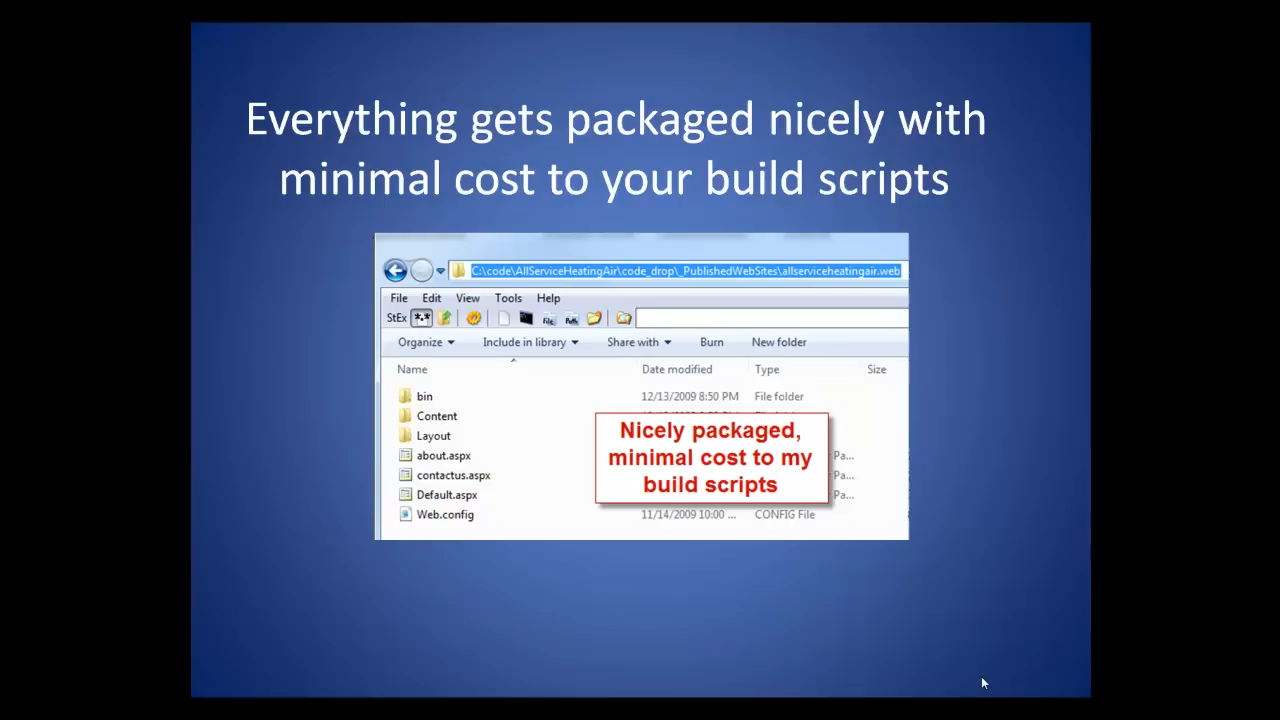 Everything gets packaged nicely with
minimal cost to your build scripts
C:\code\AllServiceHeatingAir\code_drop\_PublishedWebSites\allserviceheatingair.web
File Edit View Tools Help
StEx *.*
Organize Include in library Share with Burn New folder
Name Date modified Type Size
bin 12/13/2009 8:50 PM File folder
Content
Layout
about.aspx Pa...
contactus.aspx Pa...
Default.aspx Pa...
Web.config 11/14/2009 10:00 ... CONFIG File
Nicely packaged,
minimal cost to my
build scripts